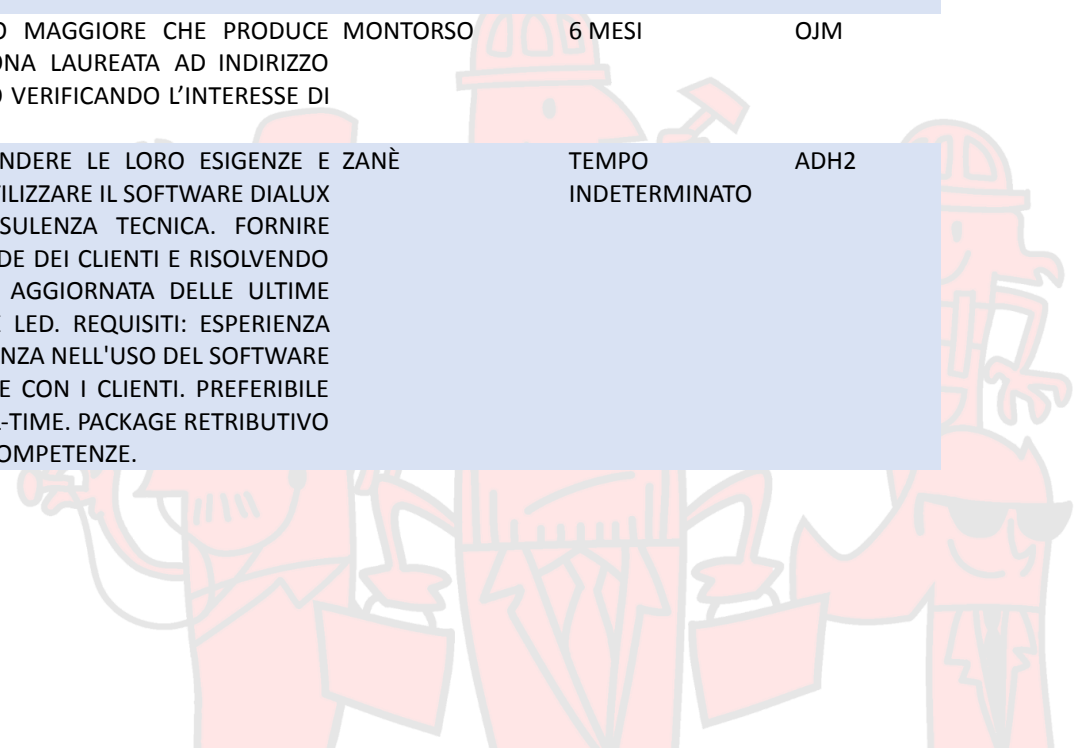 O MAGGIORE CHE PRODUCE MONTORSO 6 MESI OJM
ONA LAUREATA AD INDIRIZZO
O VERIFICANDO L’INTERESSE DI
NDERE LE LORO ESIGENZE E ZANÈ TEMPO ADH2
TILIZZARE IL SOFTWARE DIALUX INDETERMINATO
SULENZA TECNICA. FORNIRE
DE DEI CLIENTI E RISOLVENDO
AGGIORNATA DELLE ULTIME
E LED. REQUISITI: ESPERIENZA
NZA NELL'USO DEL SOFTWARE
E CON I CLIENTI. PREFERIBILE
-TIME. PACKAGE RETRIBUTIVO
OMPETENZE.